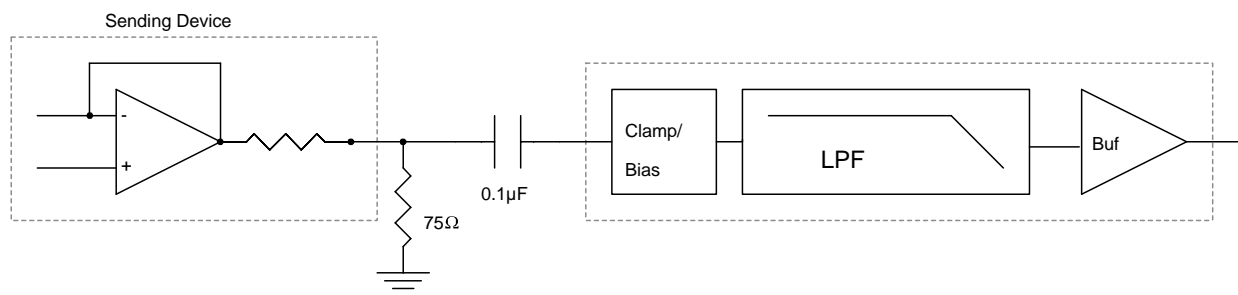 Sending Device
-
+
75Ω
0.1µF
Clamp/
Bias
LPF
Buf